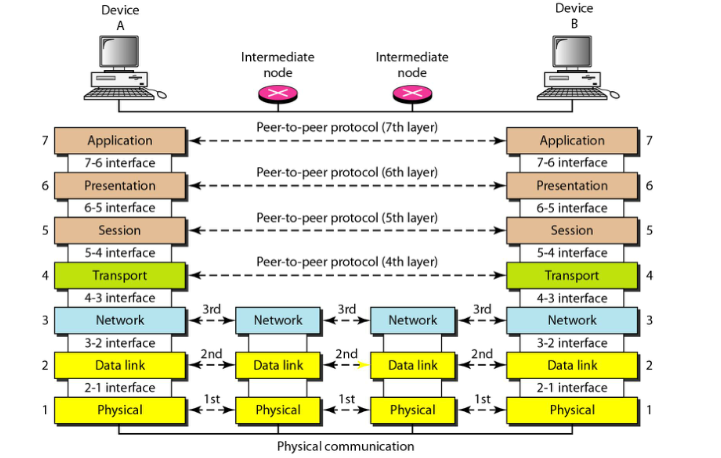 Device
A
Device
B
Intermediate
node
Intermediate
node
Peer-to-peer protocol (7th layer)
7 Application Application 7
7-6 interface 7-6 interface
Peer-to-peer protocol (6th layer)
6 Presentation Presentation 6
6-5 interface 6-5 interface
Peer-to-peer protocol (5th layer)
5 Session Session 5
5-4 interface 5-4 interface
Peer-to-peer protocol (4th layer)
4 Transport Transport 4
4-3 interface 4-3 interface
3rd 3rd 3rd
3 Network Network Network Network 3
3-2 interface 3-2 interface
2nd 2nd 2nd
2 Data link Data link Data link Data link 2
2-1 interface 2-1 interface
1st 1st 1st
1 Physical Physical Physical Physical 1
Physical communication